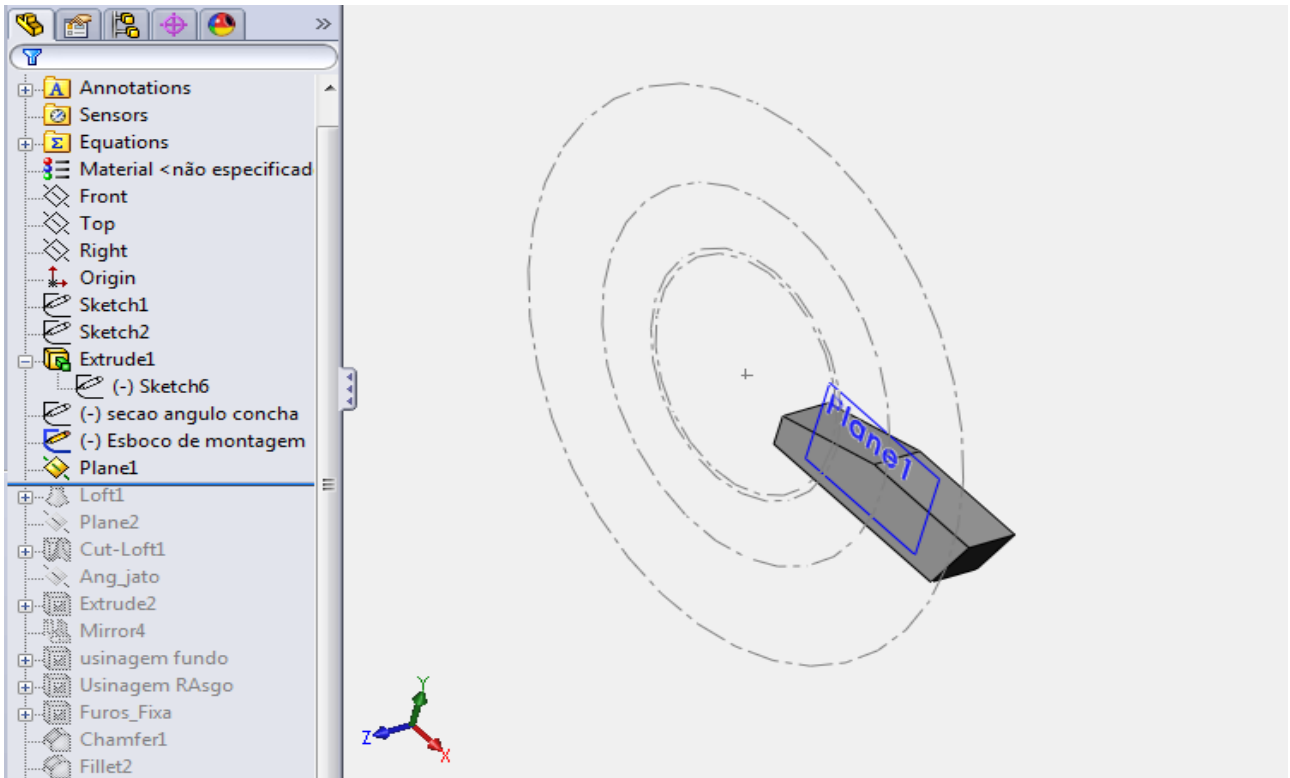 »
Annotations
Sensors
Equations
Material <não especificad
Front
Top
Right
Origin
Sketch1
Sketch2
Extrude1
(-) Sketch6
(-) secao angulo concha
(-) Esboco de montagem
Plane1
Loft1
Plane2
Cut-Loft1
Ang_jato
Extrude2
Mirror4
usinagem fundo
Usinagem RAsgo
Furos_Fixa
Chamfer1
Fillet2
Plane1
Y
Z
X